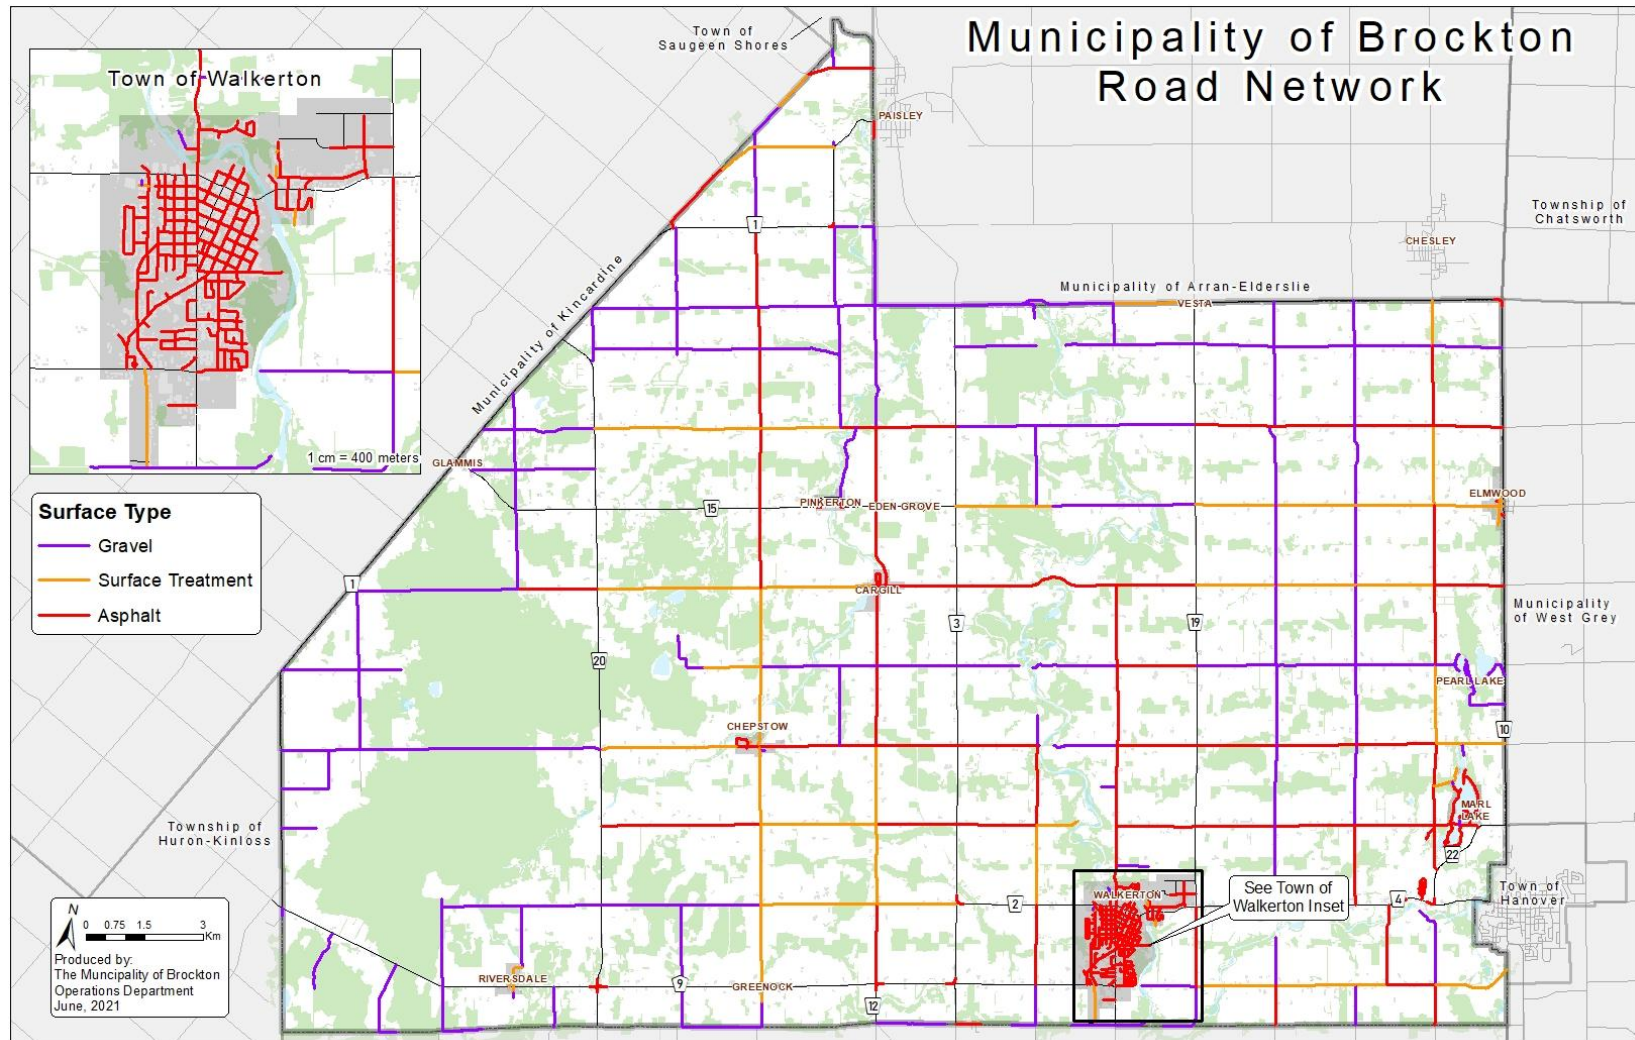 Municipality of Brockton
Road Network
Town of
Saugeen Shores
Town of Walkerton
1 cm = 400 meters
PAISLEY
Township of
Chatsworth
CHESLEY
1
Municipality of Kincardine
Municipality of Arran-Elderslie
VESTA
GLAMMIS
Surface Type
Gravel
Surface Treatment
Asphalt
PINKERTON
EDEN-GROVE
15
ELMWOOD
1
CARGILL
3
19
Municipality
of West Grey
20
PEARL LAKE
CHEPSTOW
10
MARL
LAKE
Township of
Huron-Kinloss
22
WALKERTON
See Town of
Walkerton Inset
Town of
Hanover
2
4
N
0 0.75 1.5 3
Km
Produced by:
The Muncipality of Brockton
Operations Department
June, 2021
RIVERSDALE
9
GREENOCK
12